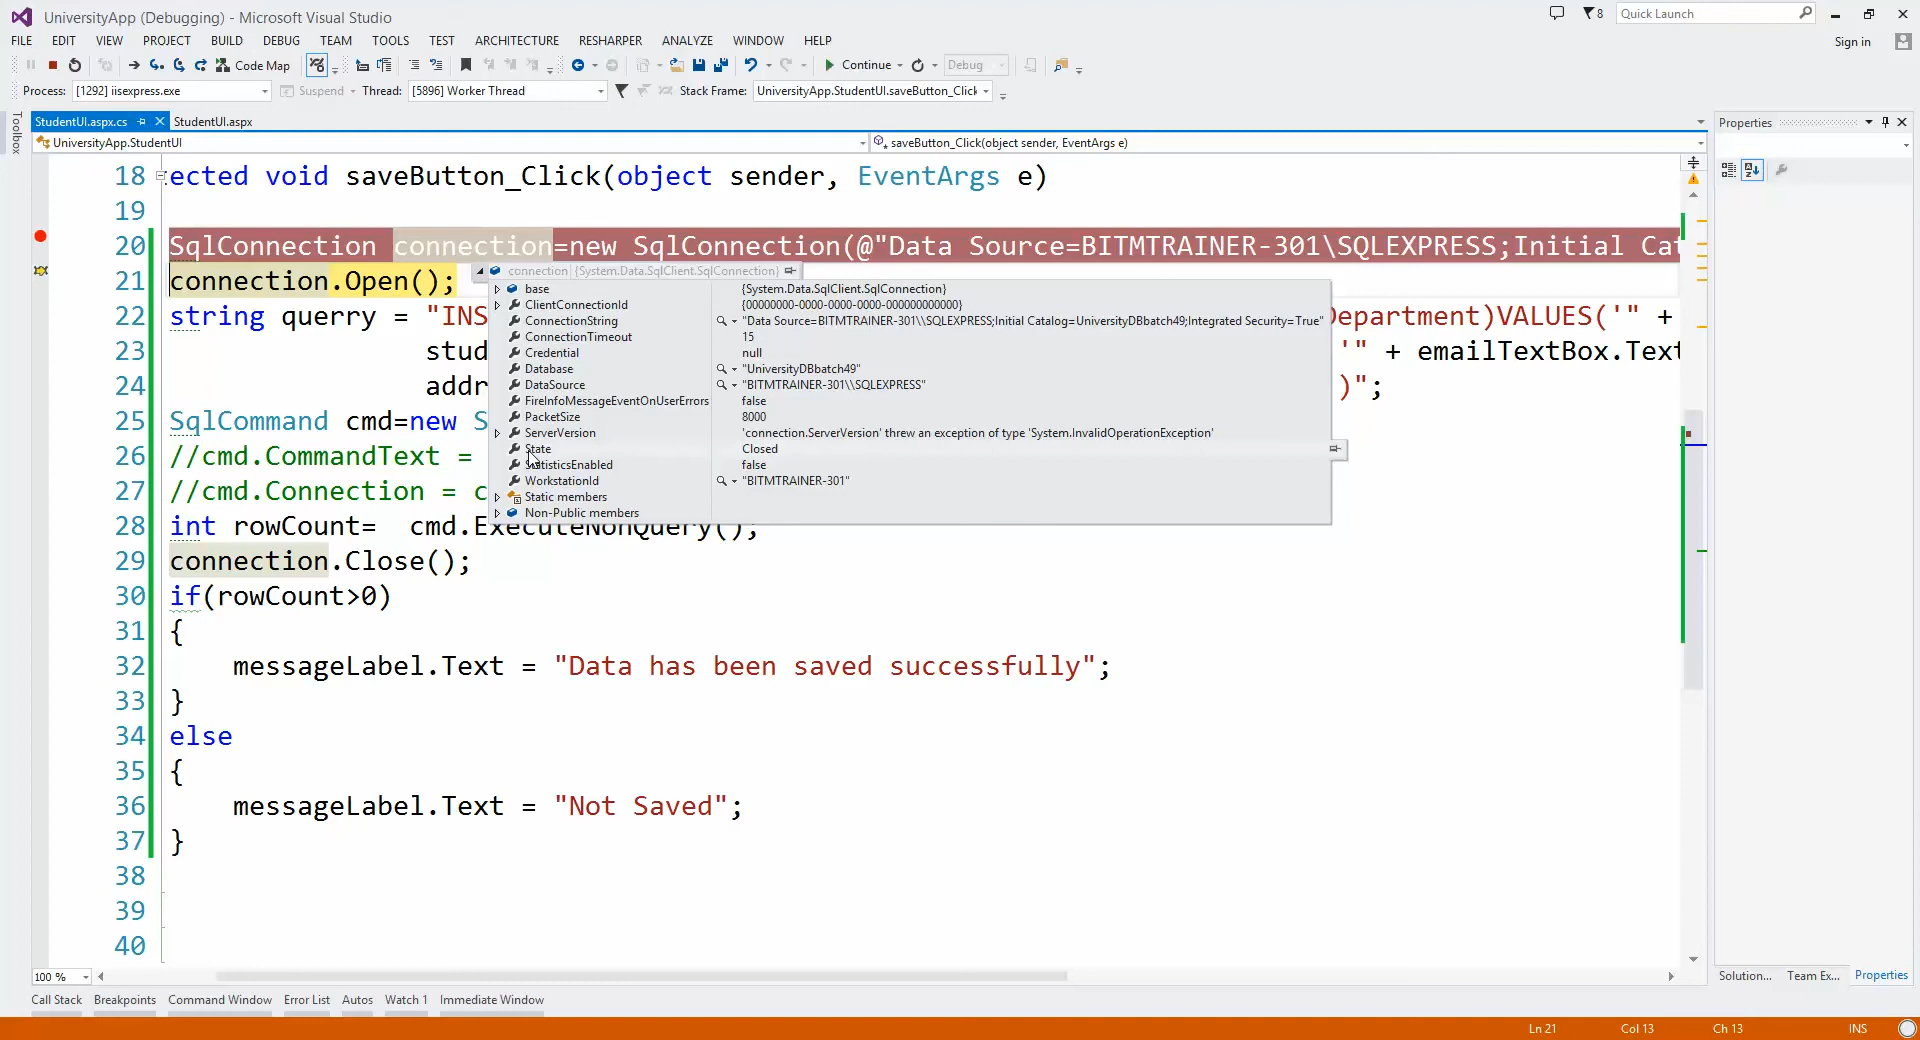 UniversityApp (Debugging) - Microsoft Visual Studio
8
Quick Launch
FILE EDIT VIEW PROJECT BUILD DEBUG TEAM TOOLS TEST ARCHITECTURE RESHARPER ANALYZE WINDOW HELP
Sign in
Code Map
Continue
Debug
Process: [1292] iisexpress.exe Suspend Thread: [5896] Worker Thread Stack Frame: UniversityApp.StudentUI.saveButton_Click
Toolbox
StudentUI.aspx.cs StudentUI.aspx
Properties
UniversityApp.StudentUI saveButton_Click(object sender, EventArgs e)
18 ected void saveButton_Click(object sender, EventArgs e)
19
20 SqlConnection connection=new SqlConnection(@"Data Source=BITMTRAINER-301\SQLEXPRESS;Initial Cat
connection {System.Data.SqlClient.SqlConnection}
21 connection.Open();
base {System.Data.SqlClient.SqlConnection}
ClientConnectionId {00000000-0000-0000-0000-000000000000}
22 string querry = "INS Department)VALUES('" +
ConnectionString "Data Source=BITMTRAINER-301\\SQLEXPRESS;Initial Catalog=UniversityDBbatch49;Integrated Security=True"
ConnectionTimeout 15
23 stud '" + emailTextBox.Text
Credential null
Database "UniversityDBbatch49"
24 addr )";
DataSource "BITMTRAINER-301\\SQLEXPRESS"
FireInfoMessageEventOnUserErrors false
PacketSize 8000
25 SqlCommand cmd=new S
ServerVersion 'connection.ServerVersion' threw an exception of type 'System.InvalidOperationException'
State Closed
26 //cmd.CommandText =
StatisticsEnabled false
WorkstationId "BITMTRAINER-301"
27 //cmd.Connection = c
Static members
Non-Public members
28 int rowCount= cmd.ExecuteNonQuery();
29 connection.Close();
30 if(rowCount>0)
31 {
32 messageLabel.Text = "Data has been saved successfully";
33 }
34 else
35 {
36 messageLabel.Text = "Not Saved";
37 }
38
39
40
100 %
Solution... Team Ex... Properties
Call Stack Breakpoints Command Window Error List Autos Watch 1 Immediate Window
Ln 21 Col 13 Ch 13 INS